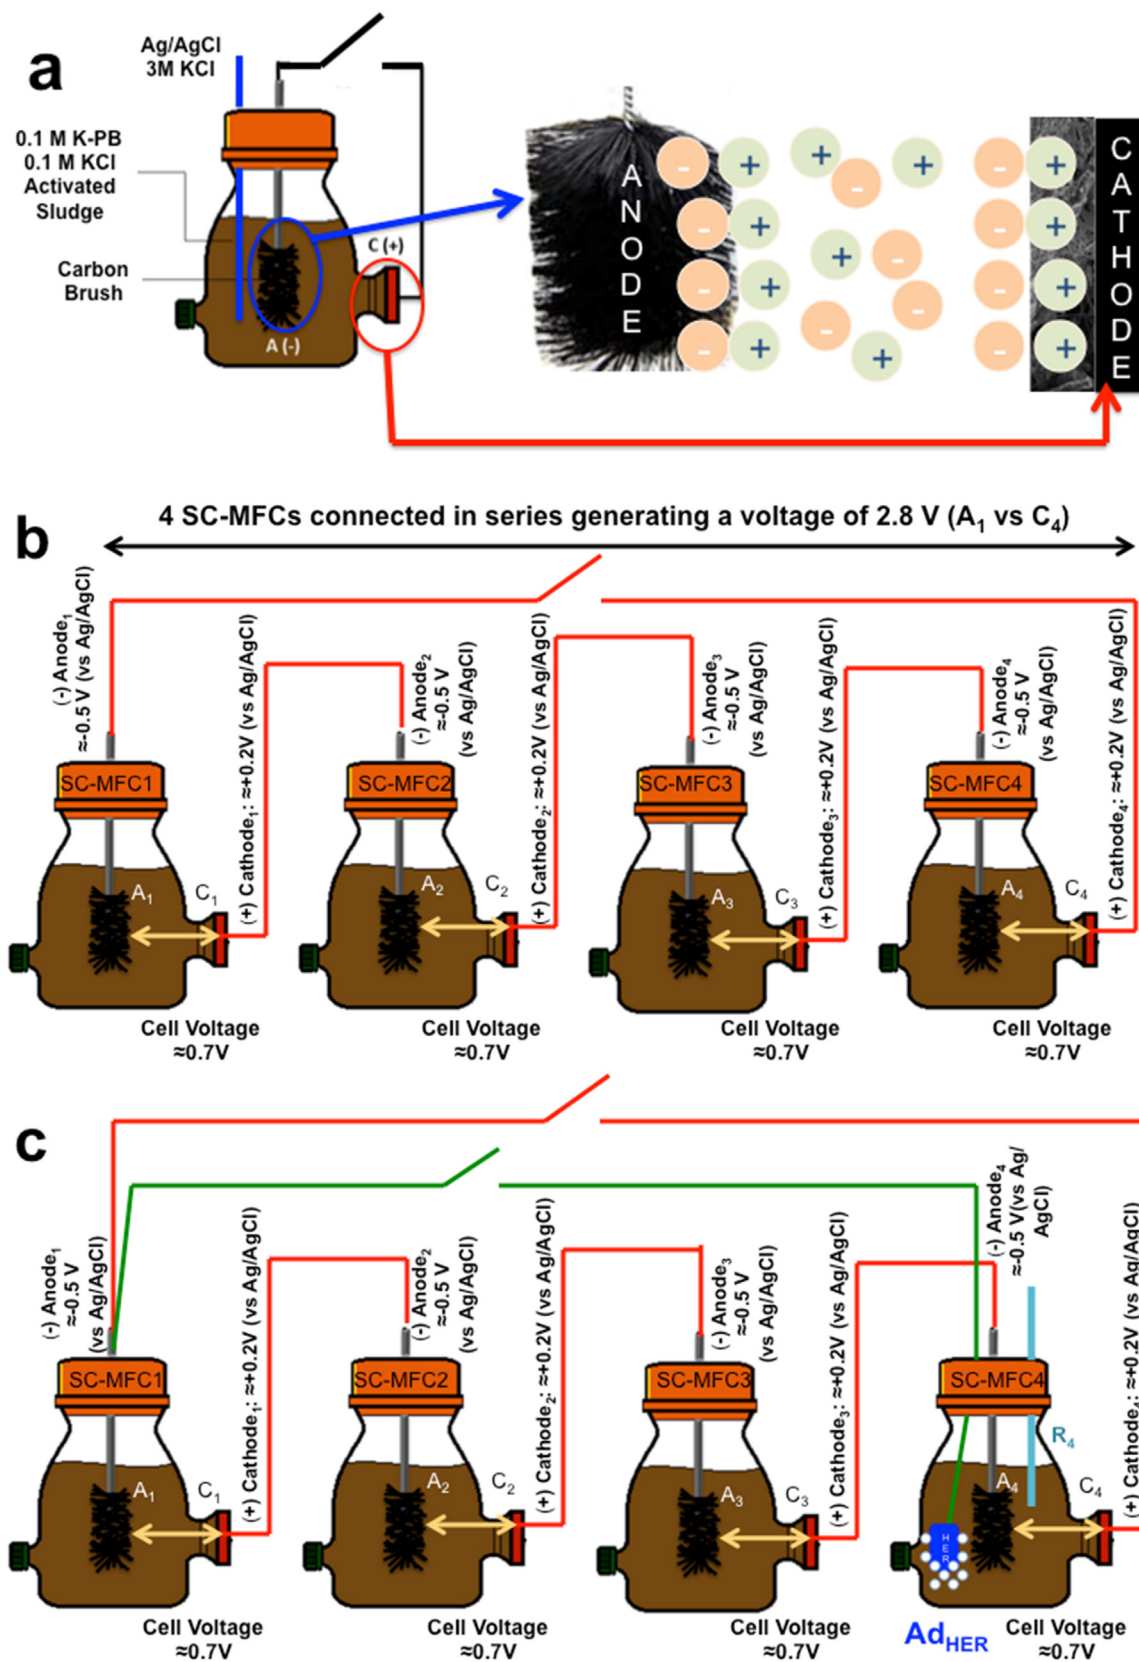 a
Ag/AgCl
3M KCl
0.1 M K-PB
0.1 M KCl
Activated
Sludge
Carbon
Brush
C (+)
A (-)
ANODE
CATHODE
b
4 SC-MFCs connected in series generating a voltage of 2.8 V (A1 vs C4)
(-) Anode1
≈-0.5 V (vs Ag/AgCl)
(+) Cathode1: ≈+0.2V (vs Ag/AgCl)
(-) Anode2
≈-0.5 V
(vs Ag/AgCl)
(+) Cathode2: ≈+0.2V (vs Ag/AgCl)
(-) Anode3
≈-0.5 V
(vs Ag/AgCl)
(+) Cathode3: ≈+0.2V (vs Ag/AgCl)
(-) Anode4
≈-0.5 V
(vs Ag/AgCl)
(+) Cathode4: ≈+0.2V (vs Ag/AgCl)
SC-MFC1
SC-MFC2
SC-MFC3
SC-MFC4
A1
C1
A2
C2
A3
C3
A4
C4
Cell Voltage
≈0.7V
Cell Voltage
≈0.7V
Cell Voltage
≈0.7V
Cell Voltage
≈0.7V
c
(-) Anode1
≈-0.5 V
(vs Ag/AgCl)
(+) Cathode1: ≈+0.2V (vs Ag/AgCl)
(-) Anode2
≈-0.5 V
(vs Ag/AgCl)
(+) Cathode2: ≈+0.2V (vs Ag/AgCl)
(-) Anode3
≈-0.5 V
(vs Ag/AgCl)
(+) Cathode3: ≈+0.2V (vs Ag/AgCl)
(-) Anode4
≈-0.5 V(vs Ag/
AgCl)
(+) Cathode4: ≈+0.2V (vs Ag/AgCl)
SC-MFC1
SC-MFC2
SC-MFC3
SC-MFC4
R4
A1
C1
A2
C2
A3
C3
A4
C4
HER
AdHER
Cell Voltage
≈0.7V
Cell Voltage
≈0.7V
Cell Voltage
≈0.7V
Cell Voltage
≈0.7V